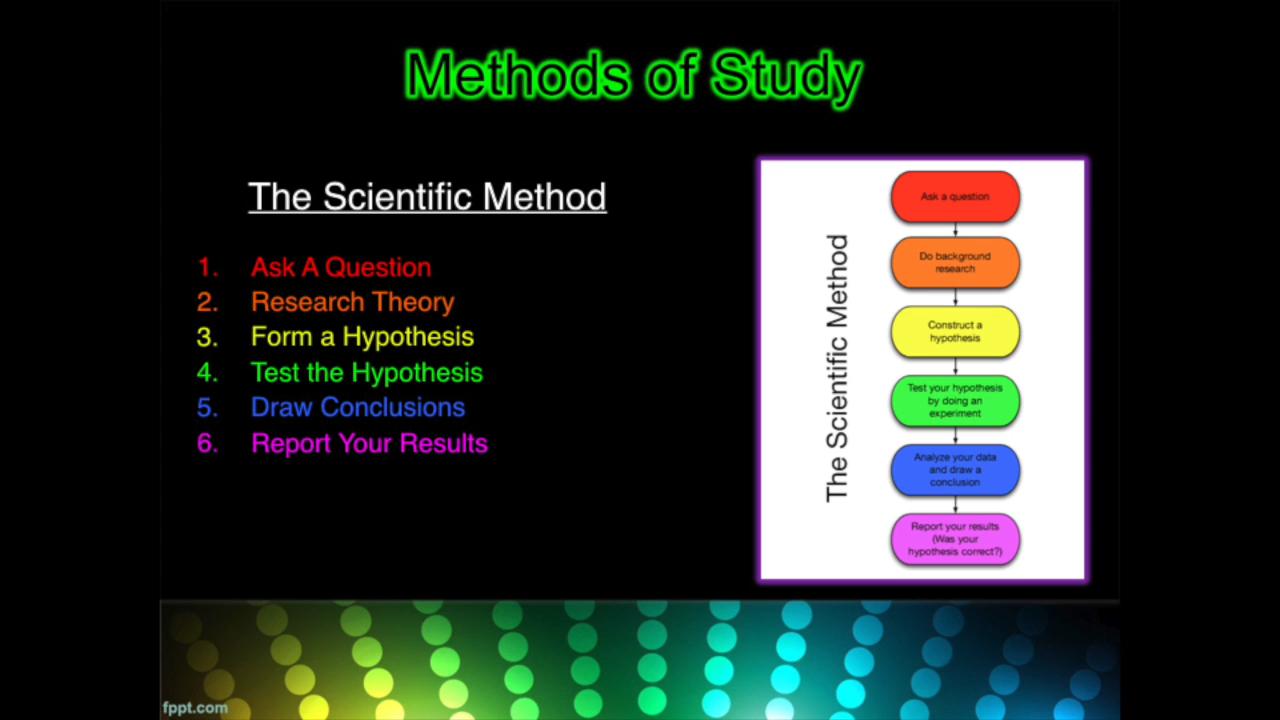 Methods of Study
The Scientific Method
1. Ask A Question
2. Research Theory
3. Form a Hypothesis
4. Test the Hypothesis
5. Draw Conclusions
6. Report Your Results
The Scientific Method
Ask a question
Do background
research
Construct a
hypothesis
Test your hypothesis
by doing an
experiment
Analyze your data
and draw a
conclusion
Report your results
(Was your
hypothesis correct?)
fppt.com